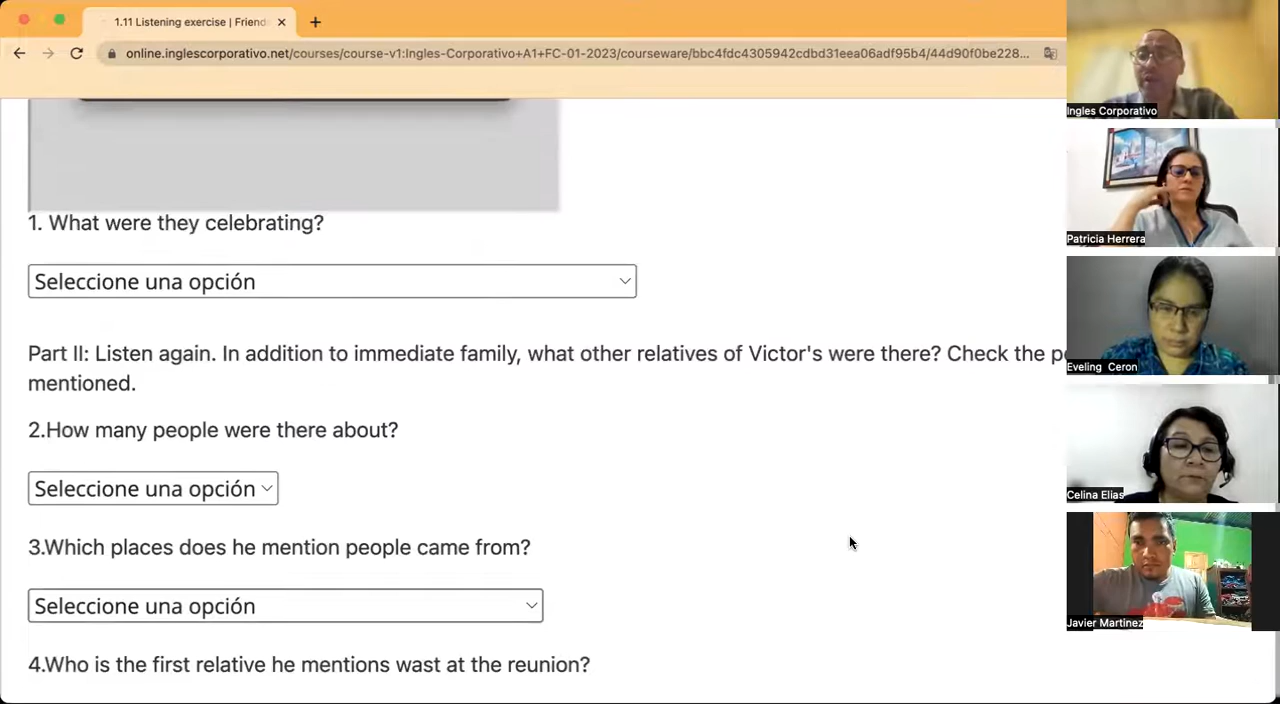 1.11 Listening exercise | Friend
online.inglescorporativo.net/courses/course-v1:Ingles-Corporativo+A1+FC-01-2023/courseware/bbc4fdc4305942cdbd31eea06adf95b4/44d90f0be228...
1. What were they celebrating?
Seleccione una opción
Part II: Listen again. In addition to immediate family, what other relatives of Victor's were there? Check the
mentioned.
2.How many people were there about?
Seleccione una opción
3.Which places does he mention people came from?
Seleccione una opción
4.Who is the first relative he mentions wast at the reunion?
Ingles Corporativo
Patricia Herrera
Eveling Ceron
Celina Elias
Javier Martinez